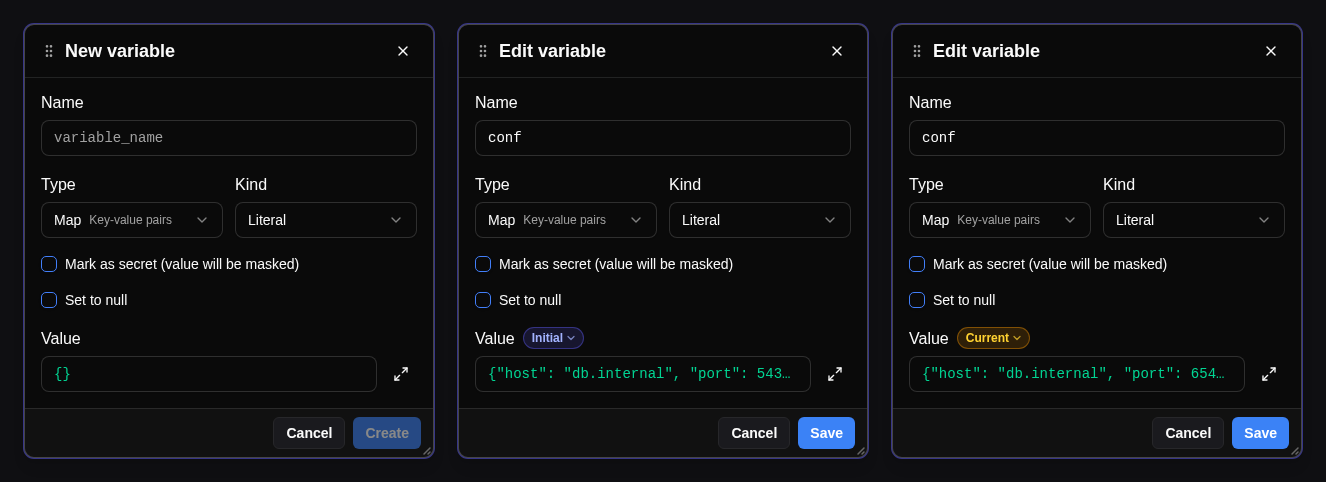 New variable
Name
variable_name
Type Kind
Map Key-value pairs Literal
Mark as secret (value will be masked)
Set to null
Value
{}
Cancel Create
Edit variable
Name
conf
Type Kind
Map Key-value pairs Literal
Mark as secret (value will be masked)
Set to null
Value Initial
{"host": "db.internal", "port": 543…
Cancel Save
Edit variable
Name
conf
Type Kind
Map Key-value pairs Literal
Mark as secret (value will be masked)
Set to null
Value Current
{"host": "db.internal", "port": 654…
Cancel Save